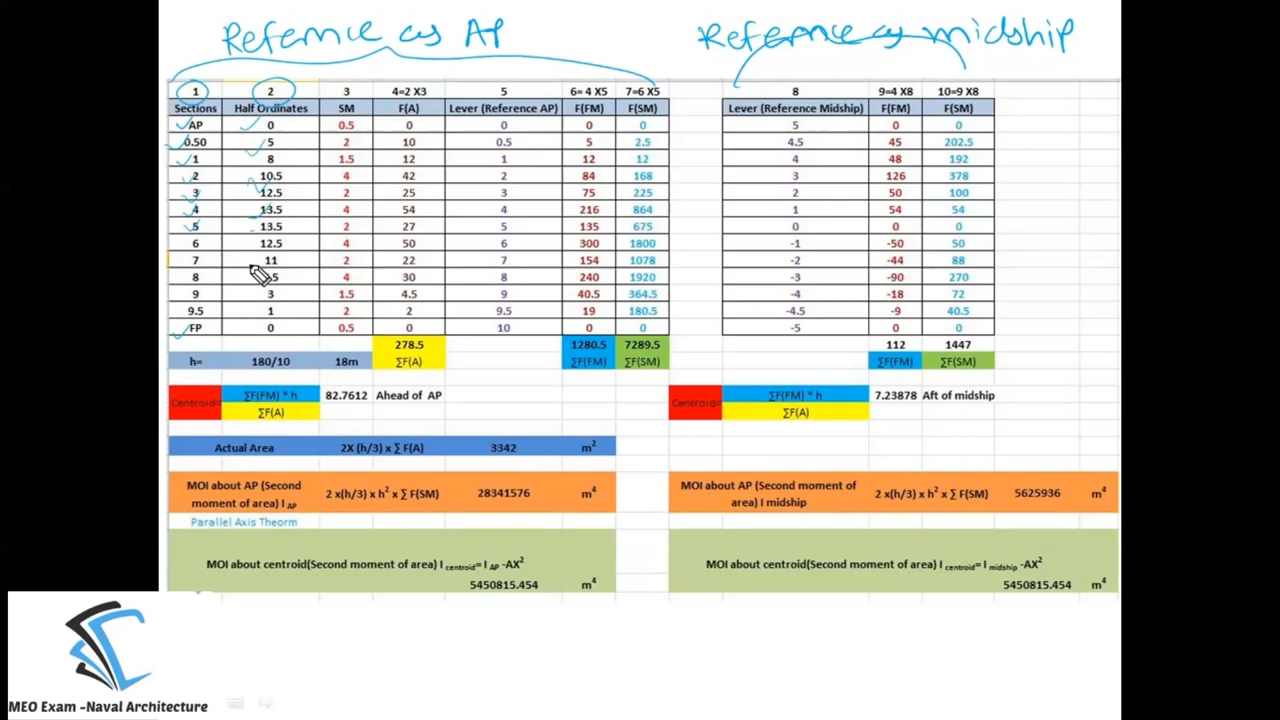 Refernce as AP Refernce as midship
1 2 3 4=2 X3 5 6= 4 X5 7=6 X5 8 9=4 X8 10=9 X8
Sections Half Ordinates SM F(A) Lever (Reference AP) F(FM) F(SM) Lever (Reference Midship) F(FM) F(SM)
AP 0 0.5 0 0 0 0 5 0 0
0.50 5 2 10 0.5 5 2.5 4.5 45 202.5
1 8 1.5 12 1 12 12 4 48 192
2 10.5 4 42 2 84 168 3 126 378
3 12.5 2 25 3 75 225 2 50 100
4 13.5 4 54 4 216 864 1 54 54
5 13.5 2 27 5 135 675 0 0 0
6 12.5 4 50 6 300 1800 -1 -50 50
7 11 2 22 7 154 1078 -2 -44 88
8 .5 4 30 8 240 1920 -3 -90 270
9 3 1.5 4.5 9 40.5 364.5 -4 -18 72
9.5 1 2 2 9.5 19 180.5 -4.5 -9 40.5
FP 0 0.5 0 10 0 0 -5 0 0
278.5 1280.5 7289.5 112 1447
h= 180/10 18m ∑F(A) ∑F(FM) ∑F(SM) ∑F(FM) ∑F(SM)
Centroid= ∑F(FM) * h 82.7612 Ahead of AP Centroid= ∑F(FM) * h 7.23878 Aft of midship
∑F(A) ∑F(A)
Actual Area 2X (h/3) x ∑ F(A) 3342 m²
MOI about AP (Second moment of area) I AP 2 x(h/3) x h² x ∑ F(SM) 28341576 m⁴ MOI about AP (Second moment of area) I midship 2 x(h/3) x h² x ∑ F(SM) 5625936 m⁴
Parallel Axis Theorm
MOI about centroid(Second moment of area) I centroid= I AP -AX² MOI about centroid(Second moment of area) I centroid= I midship -AX²
5450815.454 m⁴ 5450815.454 m⁴
MEO Exam -Naval Architecture